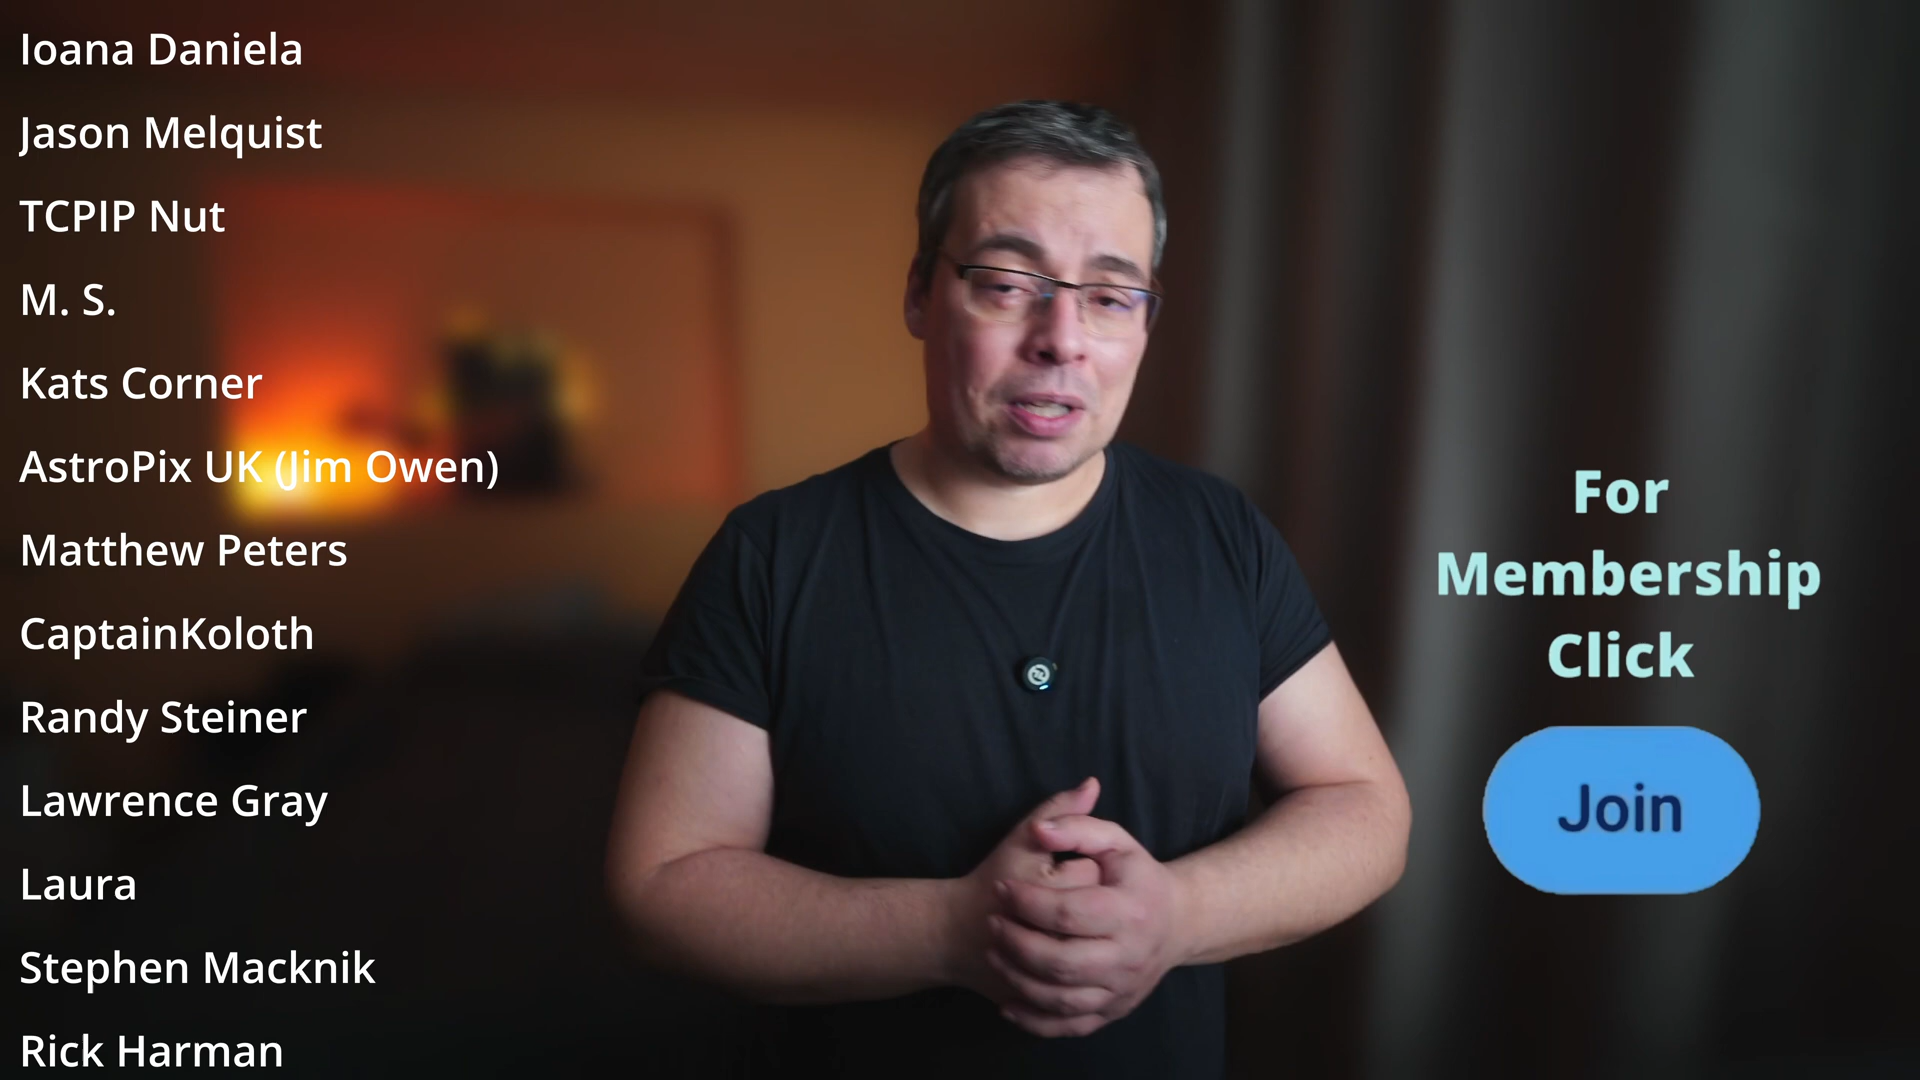 Ioana Daniela
Jason Melquist
TCPIP Nut
M. S.
Kats Corner
AstroPix UK (Jim Owen)
Matthew Peters
CaptainKoloth
Randy Steiner
Lawrence Gray
Laura
Stephen Macknik
Rick Harman
For
Membership
Click
Join